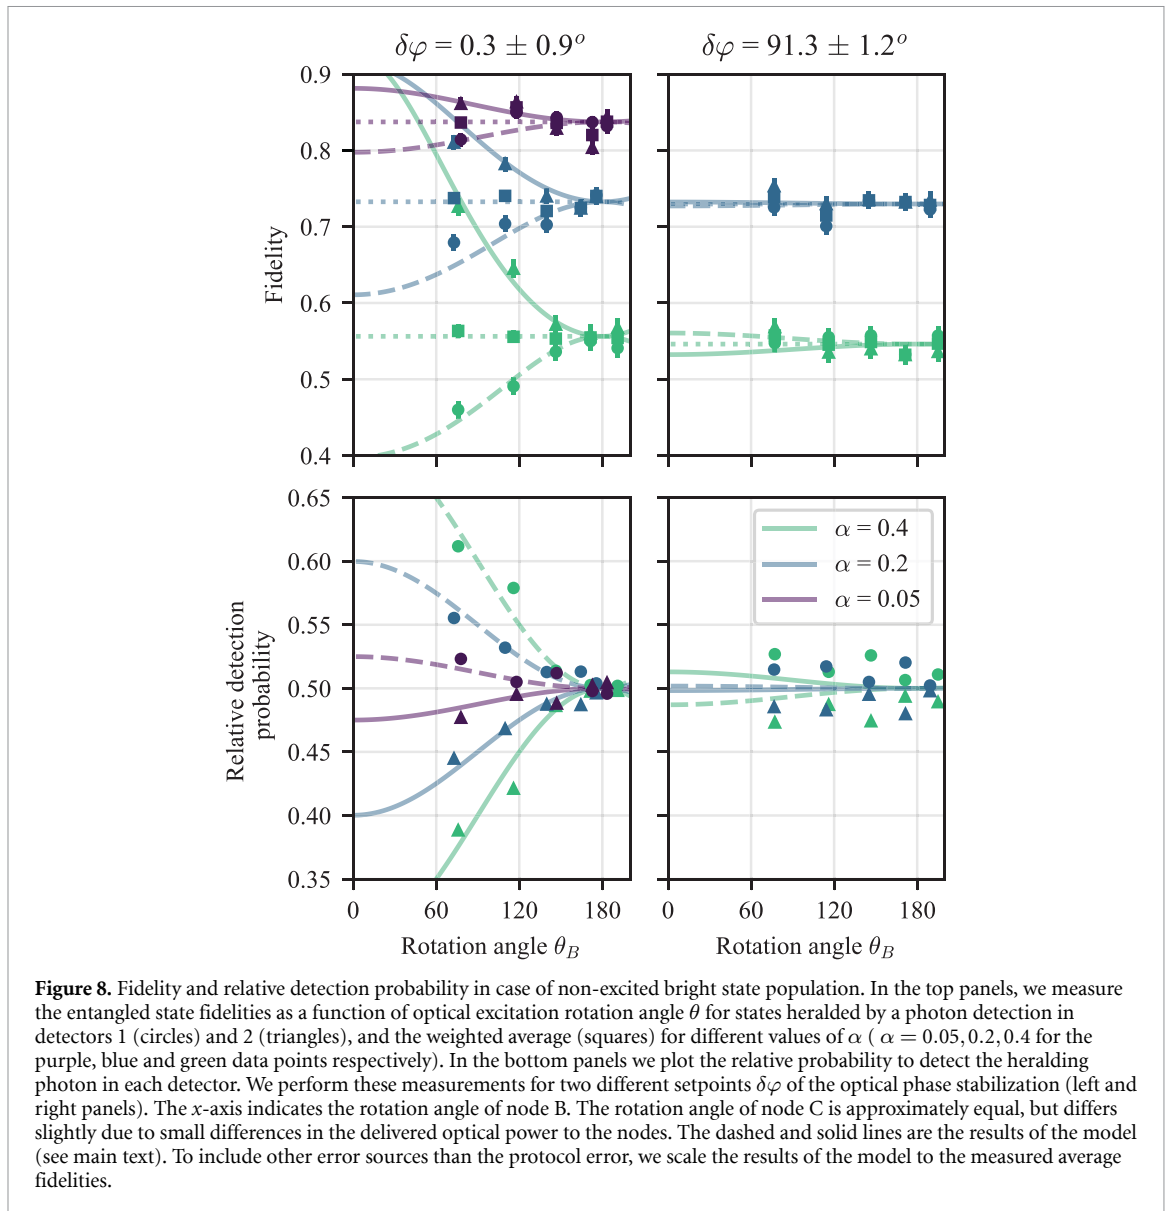 δφ = 0.3 ± 0.9°
δφ = 91.3 ± 1.2°
0.9
0.8
0.7
0.6
0.5
0.4
Fidelity
0.65
0.60
0.55
0.50
0.45
0.40
0.35
Relative detection
probability
α = 0.4
α = 0.2
α = 0.05
0 60 120 180
0 60 120 180
Rotation angle θ_B
Rotation angle θ_B
Figure 8. Fidelity and relative detection probability in case of non-excited bright state population. In the top panels, we measure
the entangled state fidelities as a function of optical excitation rotation angle θ for states heralded by a photon detection in
detectors 1 (circles) and 2 (triangles), and the weighted average (squares) for different values of α ( α = 0.05, 0.2, 0.4 for the
purple, blue and green data points respectively). In the bottom panels we plot the relative probability to detect the heralding
photon in each detector. We perform these measurements for two different setpoints δφ of the optical phase stabilization (left and
right panels). The x-axis indicates the rotation angle of node B. The rotation angle of node C is approximately equal, but differs
slightly due to small differences in the delivered optical power to the nodes. The dashed and solid lines are the results of the model
(see main text). To include other error sources than the protocol error, we scale the results of the model to the measured average
fidelities.